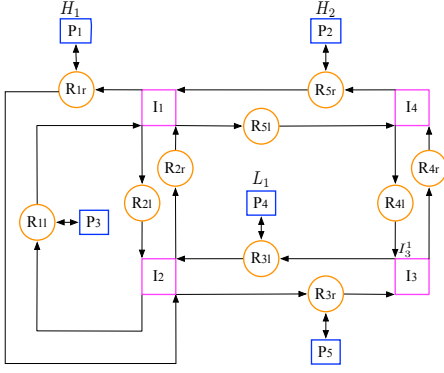 H₁ H₂
P₁ P₂
R₁ᵣ R₅ᵣ
I₁ I₄
R₅ₗ
R₂ᵣ R₄ᵣ
R₂ₗ L₁ R₄ₗ
R₁ₗ P₃ P₄
I₃¹
R₃ₗ
I₂ I₃
R₃ᵣ
P₅